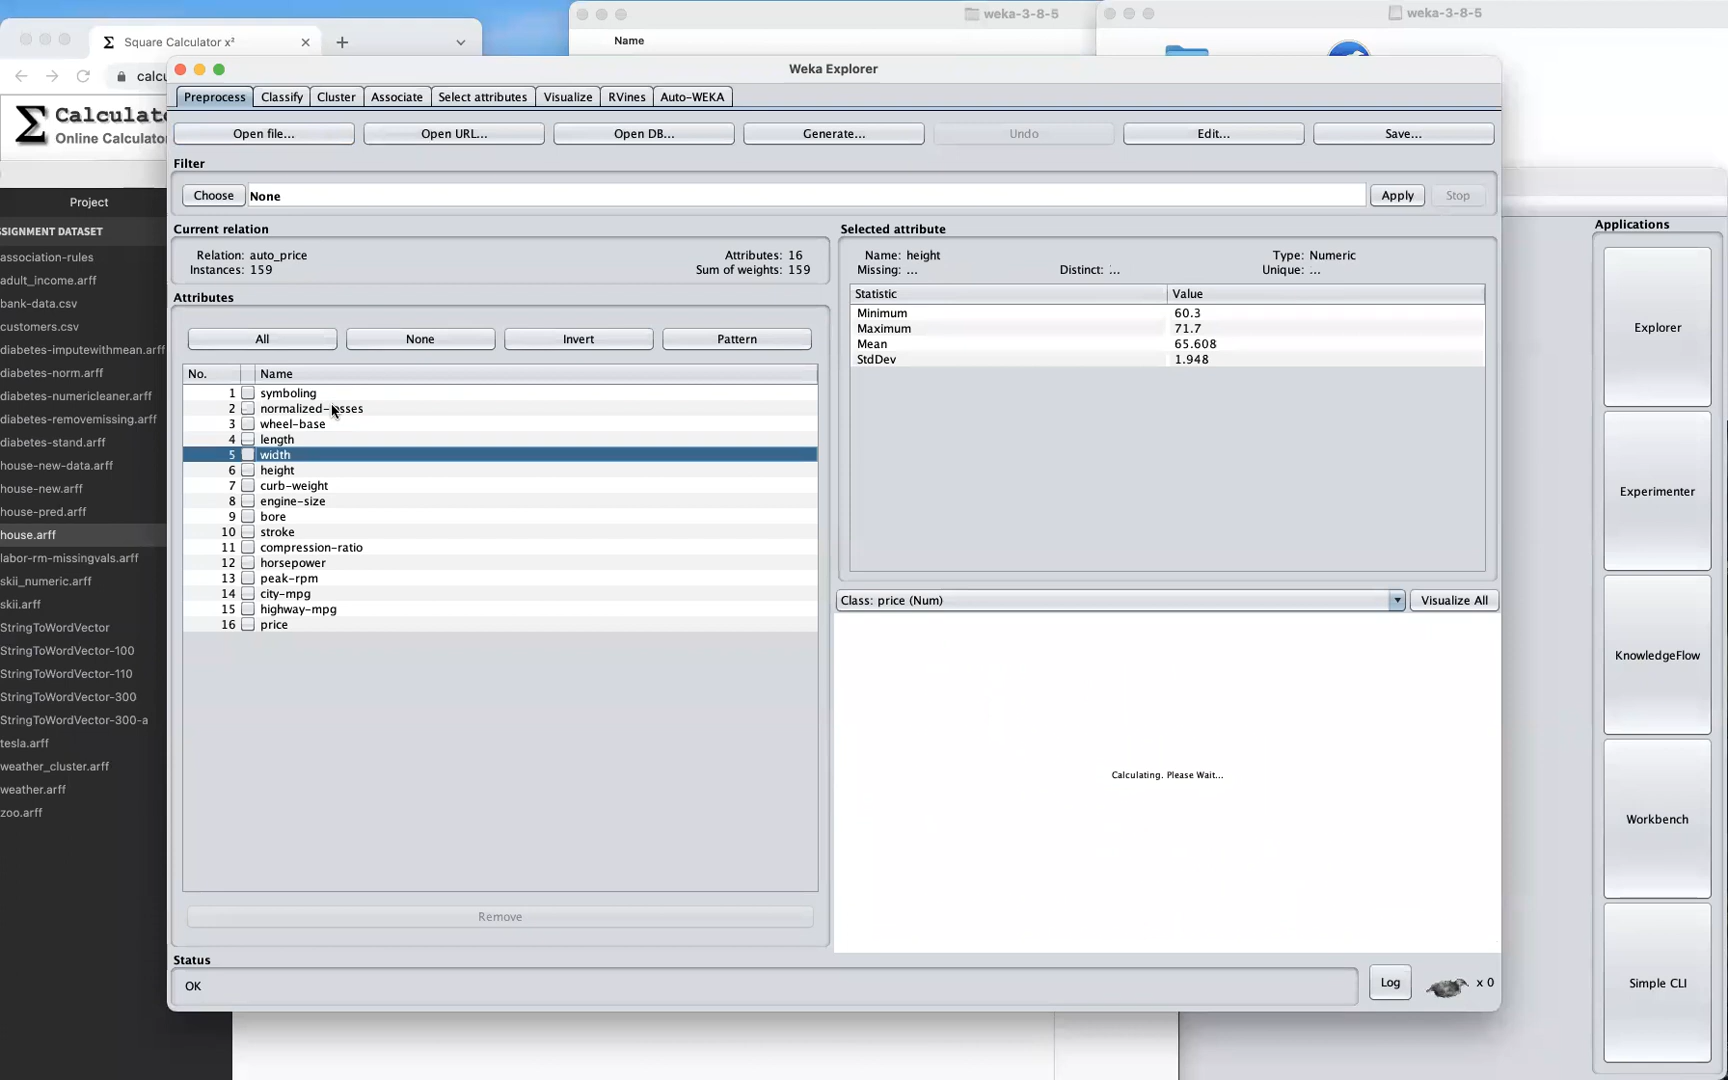 weka-3-8-5
weka-3-8-5
Square Calculator x²
Name
calcu
Calculate
Online Calculator
Weka Explorer
Preprocess
Classify
Cluster
Associate
Select attributes
Visualize
RVines
Auto-WEKA
Open file...
Open URL...
Open DB...
Generate...
Undo
Edit...
Save...
Filter
Choose
None
Apply
Stop
Current relation
Relation: auto_price
Attributes: 16
Instances: 159
Sum of weights: 159
Attributes
All
None
Invert
Pattern
No.
Name
1 symboling
2
3 wheel-base
4 length
5 width
6 height
7 curb-weight
8 engine-size
9 bore
10 stroke
11 compression-ratio
12 horsepower
13 peak-rpm
14 city-mpg
15 highway-mpg
16 price
Remove
Status
OK
Selected attribute
Name: height
Type: Numeric
Missing: ...
Distinct: ...
Unique: ...
Statistic
Value
Minimum 60.3
Maximum 71.7
Mean 65.608
StdDev 1.948
Class: price (Num)
Visualize All
Calculating. Please Wait...
Log
x 0
Project
SSIGNMENT DATASET
association-rules
adult_income.arff
bank-data.csv
customers.csv
diabetes-imputewithmean.arff
diabetes-norm.arff
diabetes-numericleaner.arff
diabetes-removemissing.arff
diabetes-stand.arff
house-new-data.arff
house-new.arff
house-pred.arff
house.arff
labor-rm-missingvals.arff
skii_numeric.arff
skii.arff
StringToWordVector
StringToWordVector-100
StringToWordVector-110
StringToWordVector-300
StringToWordVector-300-a
tesla.arff
weather_cluster.arff
weather.arff
zoo.arff
Applications
Explorer
Experimenter
KnowledgeFlow
Workbench
Simple CLI